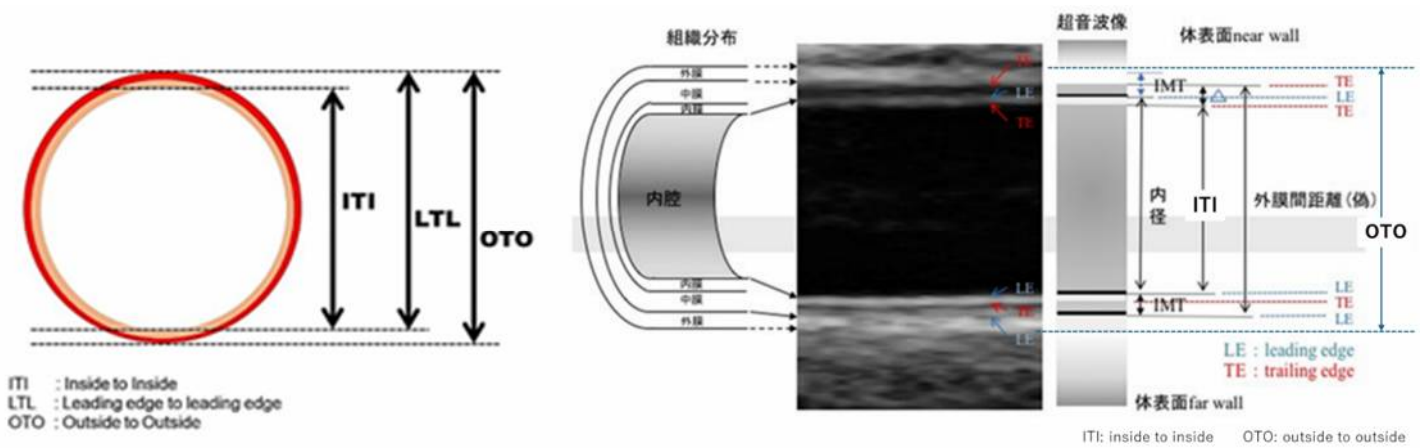 ITI
LTL
OTO
ITI : Inside to Inside
LTL : Leading edge to leading edge
OTO : Outside to Outside
組織分布
外膜
中膜
内膜
内腔
内膜
中膜
外膜
TE
LE
TE
LE
TE
LE
超音波像
体表面near wall
IMT
△
TE
LE
TE
内径
ITI
外膜間距離(偽)
OTO
IMT
LE
TE
LE
LE : leading edge
TE : trailing edge
体表面far wall
ITI: inside to inside OTO: outside to outside